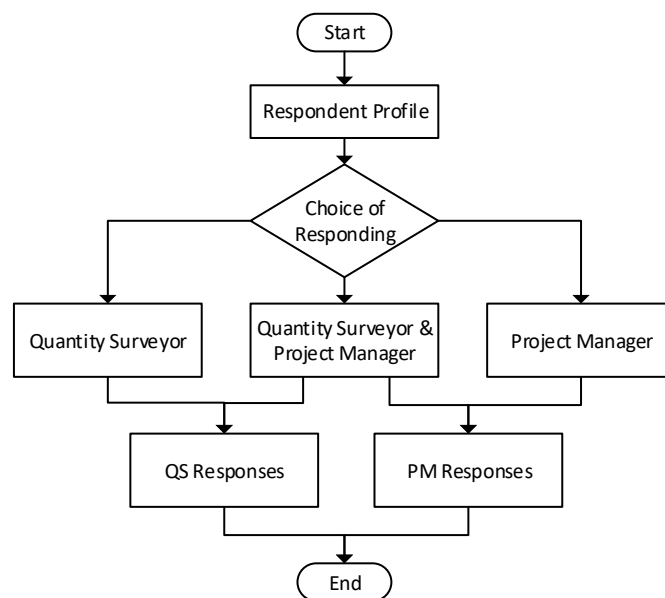 Start
Respondent Profile
Choice of
Responding
Quantity Surveyor
Quantity Surveyor &
Project Manager
Project Manager
QS Responses
PM Responses
End